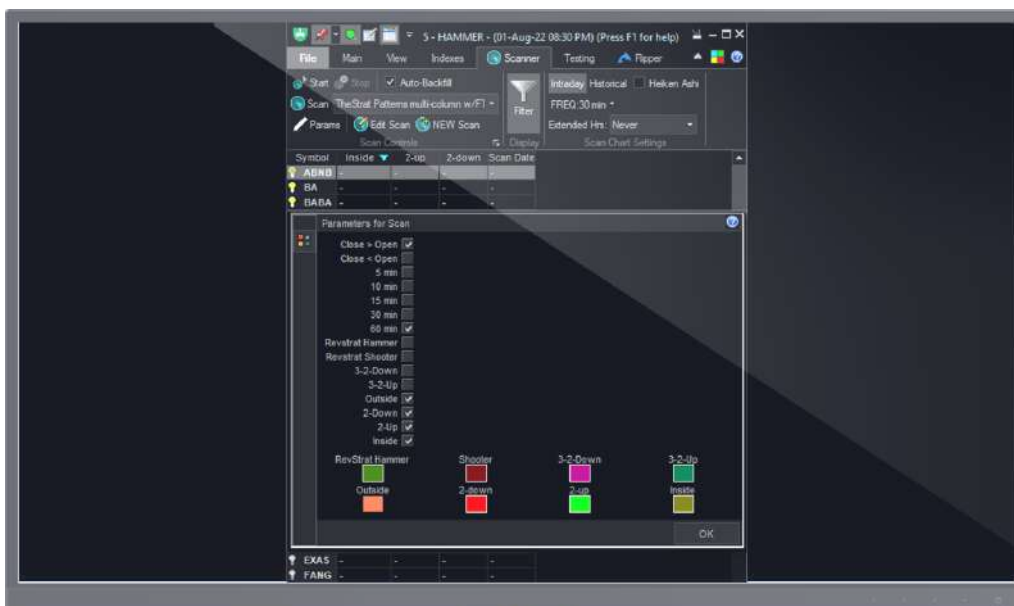 5 - HAMMER - (01-Aug-22 08:30 PM) (Press F1 for help)
File Main View Indexes Scanner Testing Ripper
Start Stop Auto-Backfill Intraday Historical Heiken Ashi
Scan TheStrat Patterns multi-column w/F1 Filter FREQ:30 min
Params Edit Scan NEW Scan Extended Hrs: Never
Scan Controls Display Scan Chart Settings
Symbol Inside 2-up 2-down Scan Date
ABNB - - - -
BA - - - -
BABA - - - -
Parameters for Scan
Close > Open
Close < Open
5 min
10 min
15 min
30 min
60 min
Revstrat Hammer
Revstrat Shooter
3-2-Down
3-2-Up
Outside
2-Down
2-Up
Inside
RevStrat Hammer Shooter 3-2-Down 3-2-Up
Outside 2-down 2-up Inside
OK
EXAS - - - -
FANG - - - -